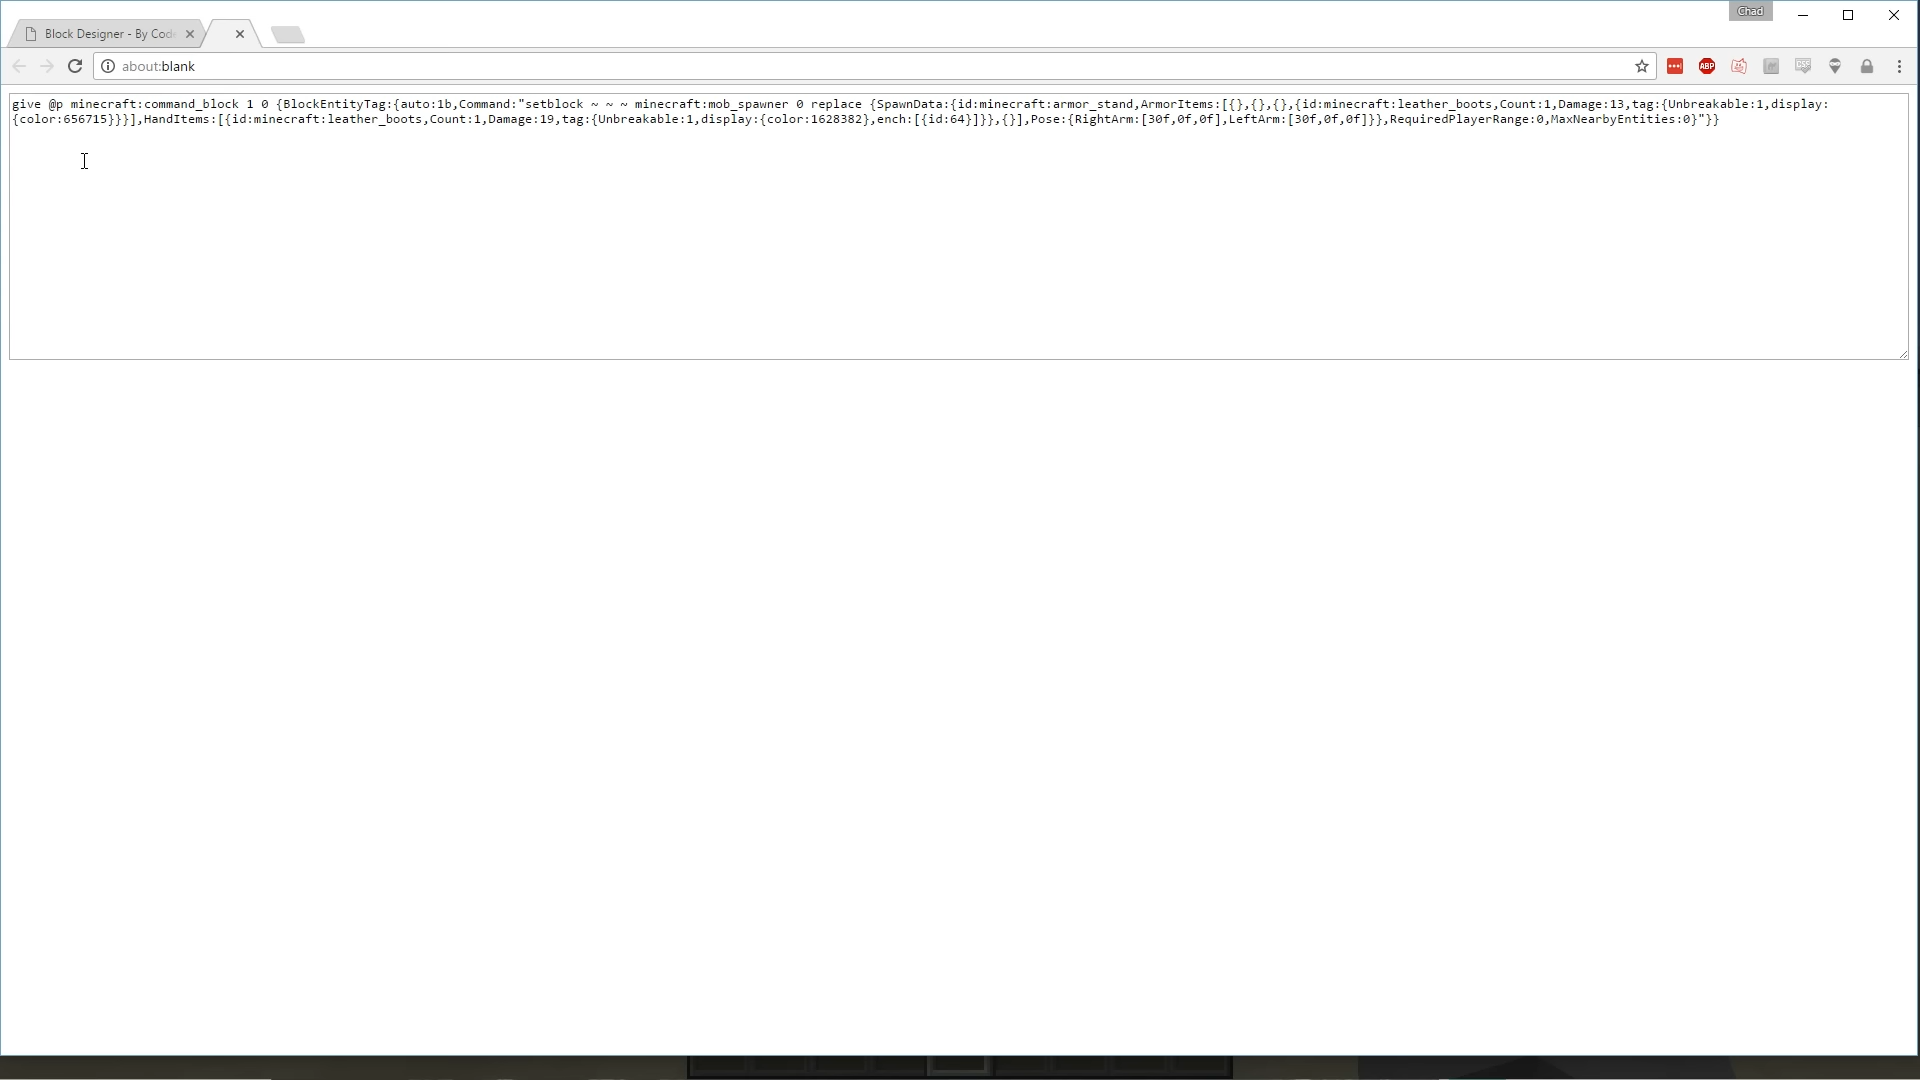 Chad
Block Designer - By Code
about:blank
ABP
give @p minecraft:command_block 1 0 {BlockEntityTag:{auto:1b,Command:"setblock ~ ~ ~ minecraft:mob_spawner 0 replace {SpawnData:{id:minecraft:armor_stand,ArmorItems:[{},{},{},{id:minecraft:leather_boots,Count:1,Damage:13,tag:{Unbreakable:1,display:
{color:656715}}}],HandItems:[{id:minecraft:leather_boots,Count:1,Damage:19,tag:{Unbreakable:1,display:{color:1628382},ench:[{id:64}]}},{}],Pose:{RightArm:[30f,0f,0f],LeftArm:[30f,0f,0f]}},RequiredPlayerRange:0,MaxNearbyEntities:0}"}}